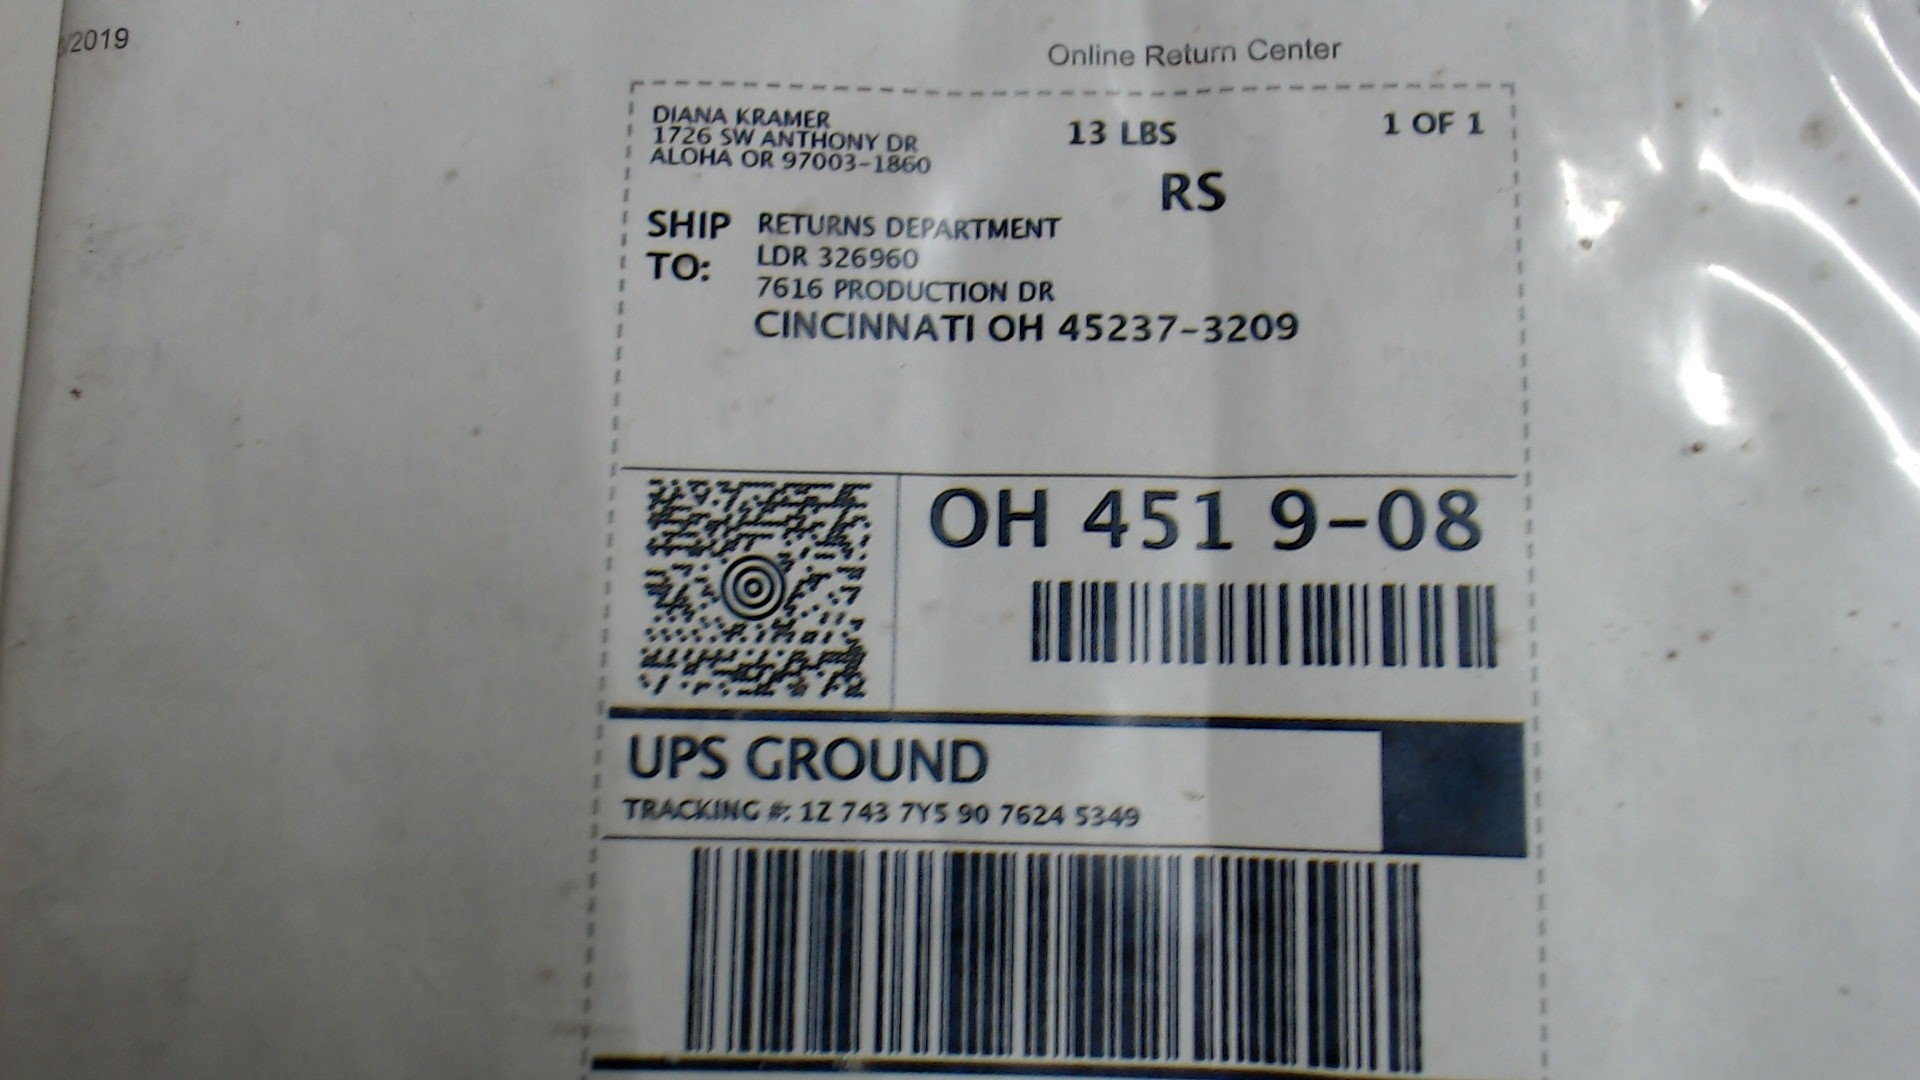 /2019
Online Return Center
DIANA KRAMER
1726 SW ANTHONY DR
ALOHA OR 97003-1860
13 LBS
1 OF 1
RS
SHIP TO:
RETURNS DEPARTMENT
LDR 326960
7616 PRODUCTION DR
CINCINNATI OH 45237-3209
OH 451 9-08
UPS GROUND
TRACKING #: 1Z 743 7Y5 90 7624 5349